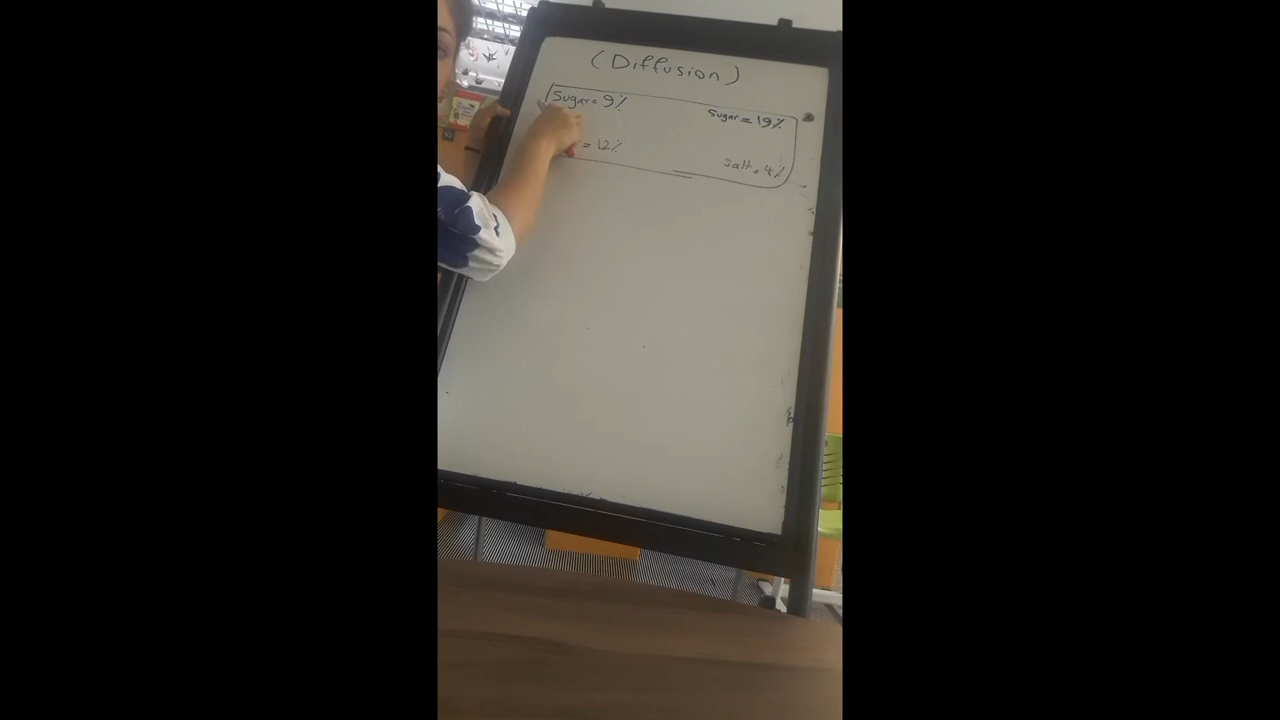 (Diffusion)
Sugar = 9%
Sugar = 19%
= 12%
Salt = 4%